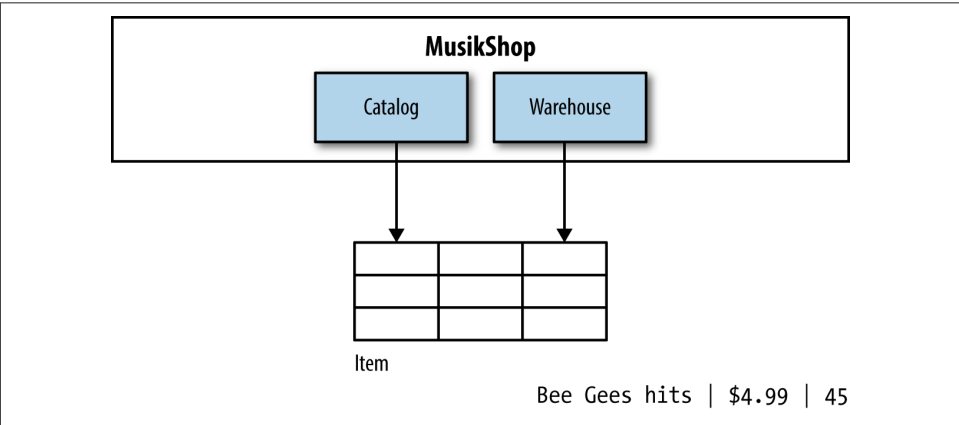 MusikShop
Catalog
Warehouse
Item
Bee Gees hits | $4.99 | 45